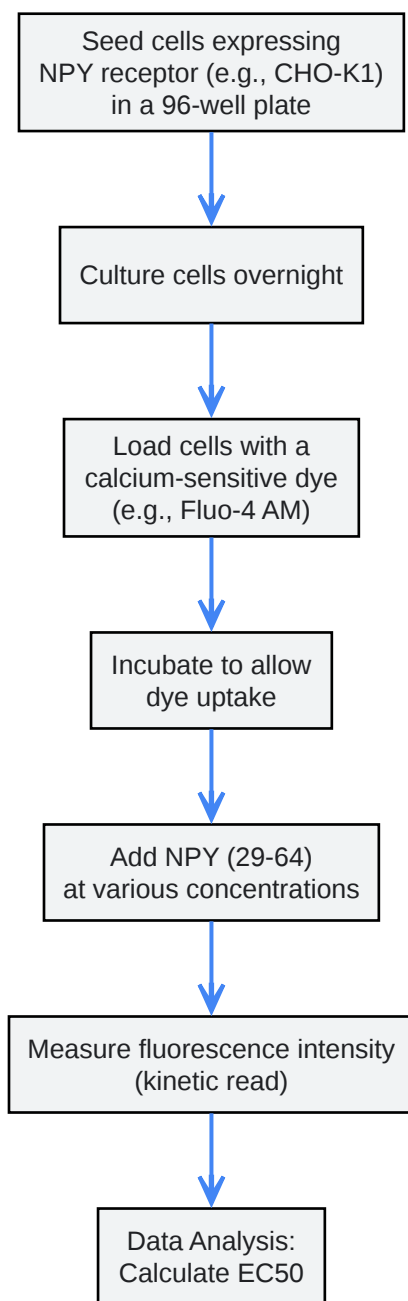 Seed cells expressing
NPY receptor (e.g., CHO-K1)
in a 96-well plate
Culture cells overnight
Load cells with a
calcium-sensitive dye
(e.g., Fluo-4 AM)
Incubate to allow
dye uptake
Add NPY (29-64)
at various concentrations
Measure fluorescence intensity
(kinetic read)
Data Analysis:
Calculate EC50